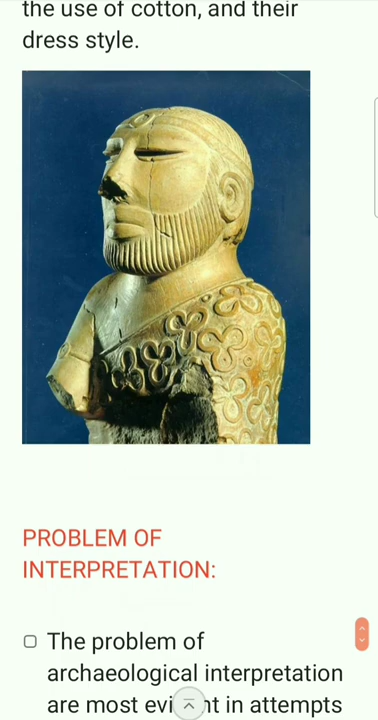 the use of cotton, and their
dress style.
PROBLEM OF
INTERPRETATION:
The problem of
archaeological interpretation
are most evi nt in attempts